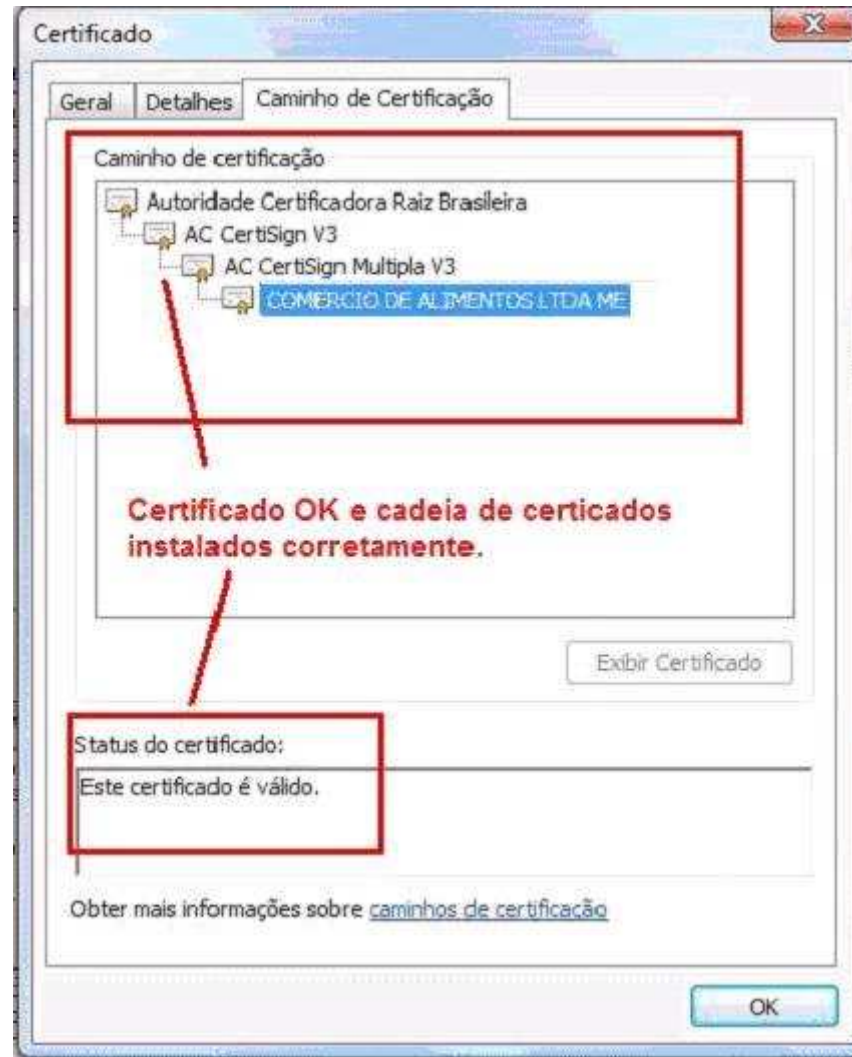 Certificado
Geral Detalhes Caminho de Certificação
Caminho de certificação
Autoridade Certificadora Raiz Brasileira
AC CertiSign V3
AC CertiSign Multipla V3
COMERCIO DE ALIMENTOS LTDA ME
Certificado OK e cadeia de certicados
instalados corretamente.
Exibir Certificado
Status do certificado:
Este certificado é válido.
Obter mais informações sobre caminhos de certificação
OK